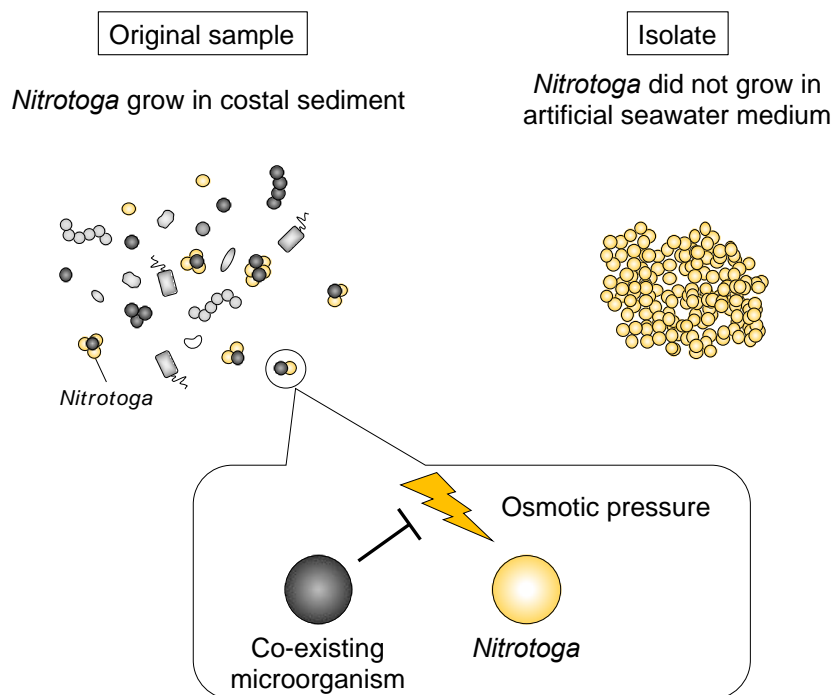 Original sample
Isolate
Nitrotoga grow in costal sediment
Nitrotoga did not grow in
artificial seawater medium
Nitrotoga
Osmotic pressure
Co-existing
microorganism
Nitrotoga